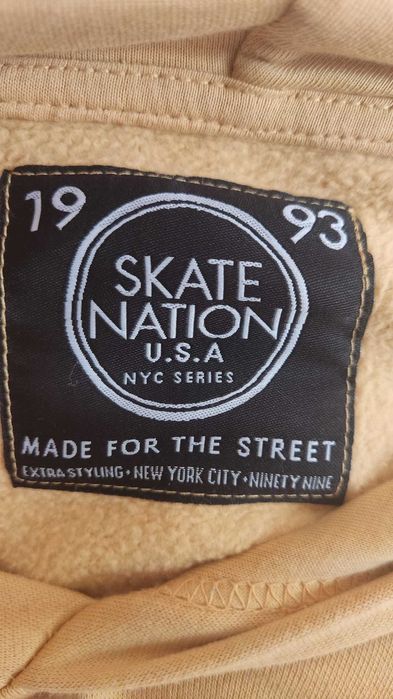 19 93
SKATE
NATION
U.S.A
NYC SERIES
MADE FOR THE STREET
EXTRA STYLING • NEW YORK CITY • NINETY NINE